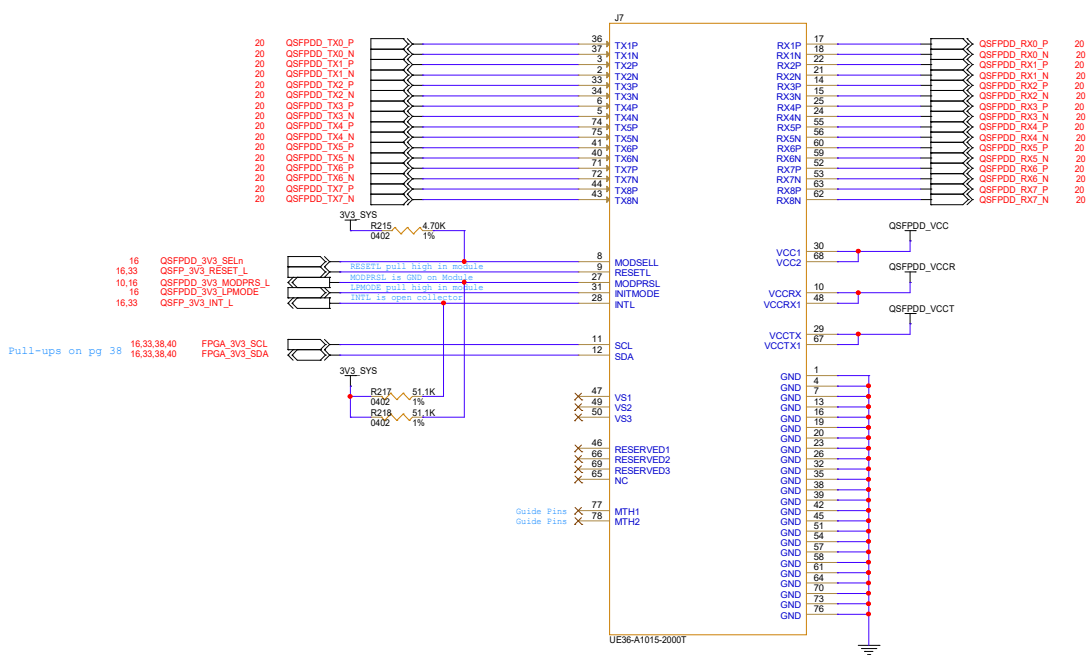 J7
20 QSFPDD_TX0_P 36 TX1P RX1P 17 QSFPDD_RX0_P 20
20 QSFPDD_TX0_N 37 TX1N RX1N 18 QSFPDD_RX0_N 20
20 QSFPDD_TX1_P 3 TX2P RX2P 22 QSFPDD_RX1_P 20
20 QSFPDD_TX1_N 2 TX2N RX2N 21 QSFPDD_RX1_N 20
20 QSFPDD_TX2_P 33 TX3P RX3P 14 QSFPDD_RX2_P 20
20 QSFPDD_TX2_N 34 TX3N RX3N 15 QSFPDD_RX2_N 20
20 QSFPDD_TX3_P 6 TX4P RX4P 25 QSFPDD_RX3_P 20
20 QSFPDD_TX3_N 5 TX4N RX4N 24 QSFPDD_RX3_N 20
20 QSFPDD_TX4_P 74 TX5P RX5P 55 QSFPDD_RX4_P 20
20 QSFPDD_TX4_N 75 TX5N RX5N 56 QSFPDD_RX4_N 20
20 QSFPDD_TX5_P 41 TX6P RX6P 60 QSFPDD_RX5_P 20
20 QSFPDD_TX5_N 40 TX6N RX6N 59 QSFPDD_RX5_N 20
20 QSFPDD_TX6_P 71 TX7P RX7P 52 QSFPDD_RX6_P 20
20 QSFPDD_TX6_N 72 TX7N RX7N 53 QSFPDD_RX6_N 20
20 QSFPDD_TX7_P 44 TX8P RX8P 63 QSFPDD_RX7_P 20
20 QSFPDD_TX7_N 43 TX8N RX8N 62 QSFPDD_RX7_N 20
3V3_SYS
R215 4.70K
0402 1%
QSFPDD_VCC
16 QSFPDD_3V3_SELn 8 MODSELL VCC1 30
RESETL pull high in module
VCC2 68
16,33 QSFP_3V3_RESET_L 9 RESETL
MODPRSL is GND on Module
QSFPDD_VCCR
10,16 QSFPDD_3V3_MODPRS_L 27 MODPRSL
LPMODE pull high in module
16 QSFPDD_3V3_LPMODE 31 INITMODE VCCRX 10
INTL is open collector
16,33 QSFP_3V3_INT_L 28 INTL VCCRX1 48
QSFPDD_VCCT
VCCTX 29
VCCTX1 67
Pull-ups on pg 38
16,33,38,40 FPGA_3V3_SCL 11 SCL
16,33,38,40 FPGA_3V3_SDA 12 SDA
3V3_SYS
R217 51.1K
0402 1%
R218 51.1K
0402 1%
47 VS1
49 VS2
50 VS3
46 RESERVED1
66 RESERVED2
69 RESERVED3
65 NC
Guide Pins 77 MTH1
Guide Pins 78 MTH2
GND 1
GND 4
GND 7
GND 13
GND 16
GND 19
GND 20
GND 23
GND 26
GND 32
GND 35
GND 38
GND 39
GND 42
GND 45
GND 51
GND 54
GND 57
GND 58
GND 61
GND 64
GND 70
GND 73
GND 76
UE36-A1015-2000T